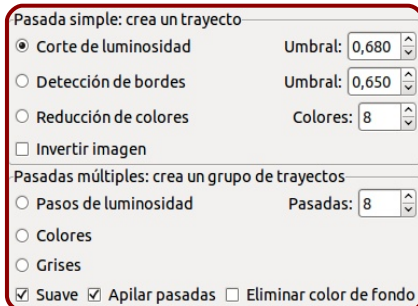 Pasada simple: crea un trayecto
Corte de luminosidad Umbral: 0,680
Detección de bordes Umbral: 0,650
Reducción de colores Colores: 8
Invertir imagen
Pasadas múltiples: crea un grupo de trayectos
Pasos de luminosidad Pasadas: 8
Colores
Grises
Suave Apilar pasadas Eliminar color de fondo